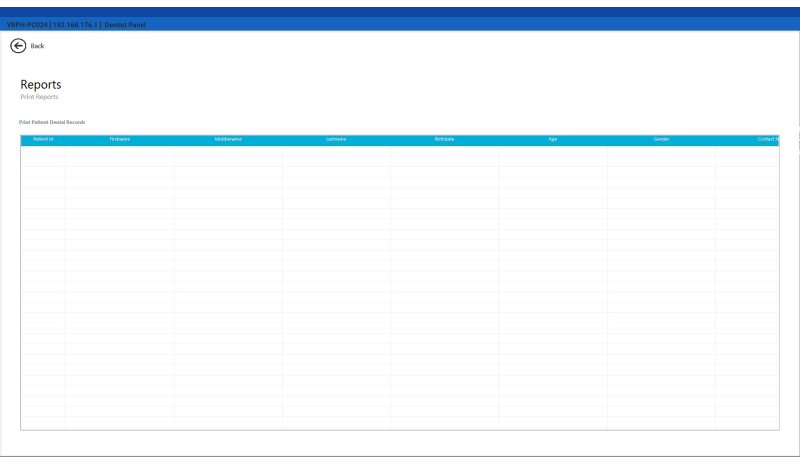 VRPH-PC024 | 192.168.176.1 | Dentist Panel
Back
Reports
Print Reports
Print Patient Dental Records
Patient Id Firstname Middlename Lastname Birthdate Age Gender Contact N